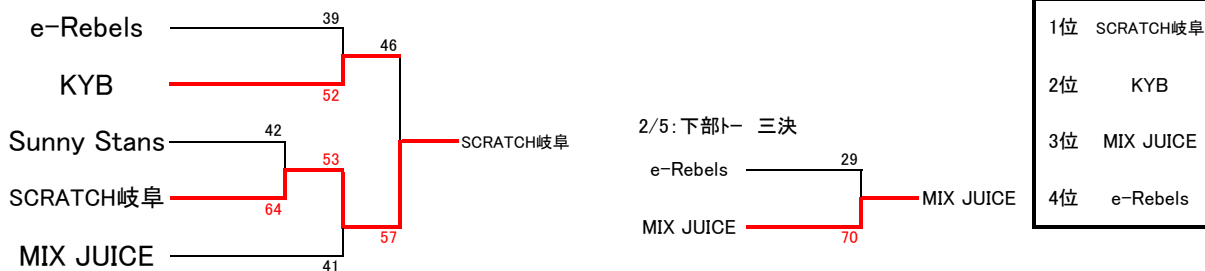 e-Rebels
39
46
KYB
52
Sunny Stans
42
53
SCRATCH岐阜
SCRATCH岐阜
64
57
MIX JUICE
41
2/5:下部ﾄｰ 三決
e-Rebels
29
MIX JUICE
MIX JUICE
70
1位 SCRATCH岐阜
2位 KYB
3位 MIX JUICE
4位 e-Rebels